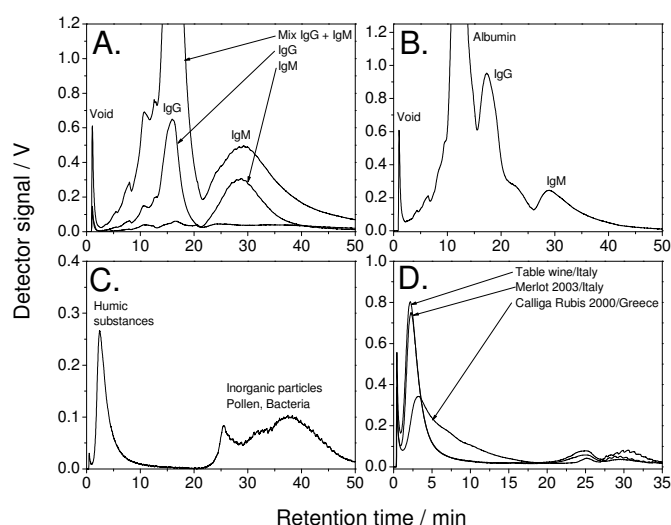 Detector signal / V
A.
Mix IgG + IgM
IgG
IgM
Void
IgG
IgM
1.2
1.0
0.8
0.6
0.4
0.2
0.0
0 10 20 30 40 50
B.
Albumin
IgG
Void
IgM
1.2
1.0
0.8
0.6
0.4
0.2
0.0
0 10 20 30 40 50
C.
Humic
substances
Inorganic particles
Pollen, Bacteria
0.4
0.3
0.2
0.1
0.0
0 10 20 30 40 50
D.
Table wine/Italy
Merlot 2003/Italy
Calliga Rubis 2000/Greece
1.0
0.8
0.6
0.4
0.2
0.0
0 5 10 15 20 25 30 35
Retention time / min